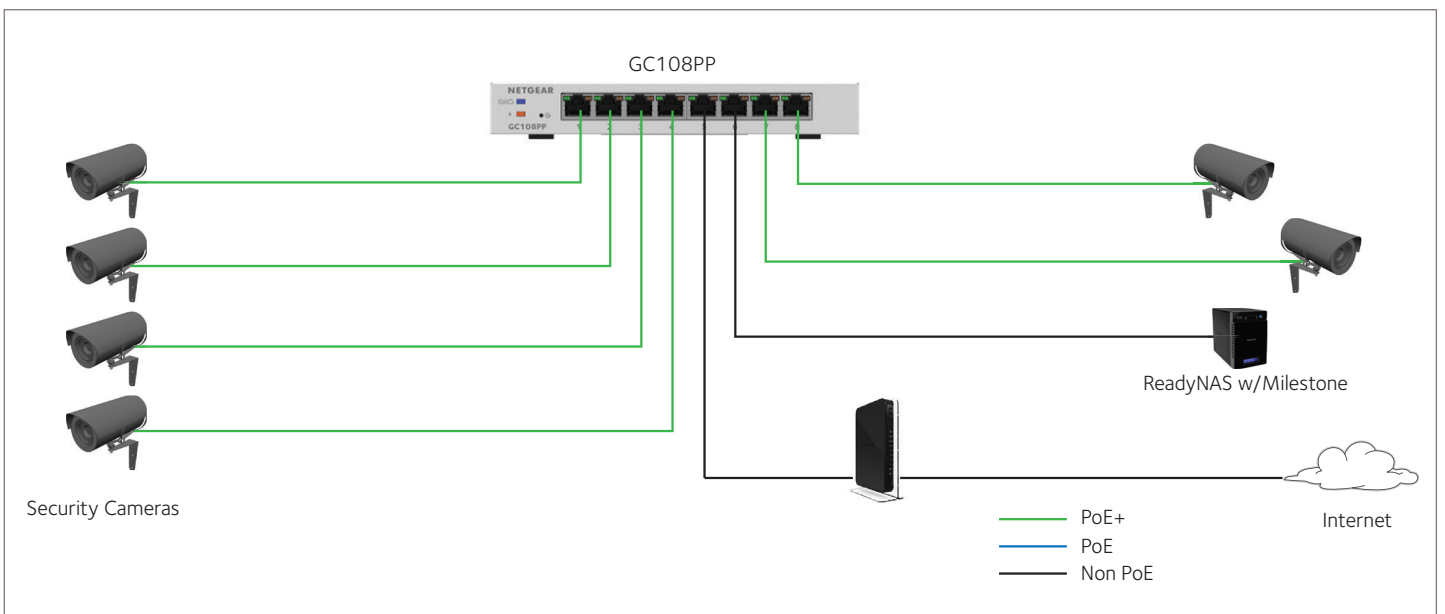 GC108PP
NETGEAR
GC108PP
1 2 3 4 5 6 7 8
ReadyNAS w/Milestone
Security Cameras
Internet
PoE+
PoE
Non PoE